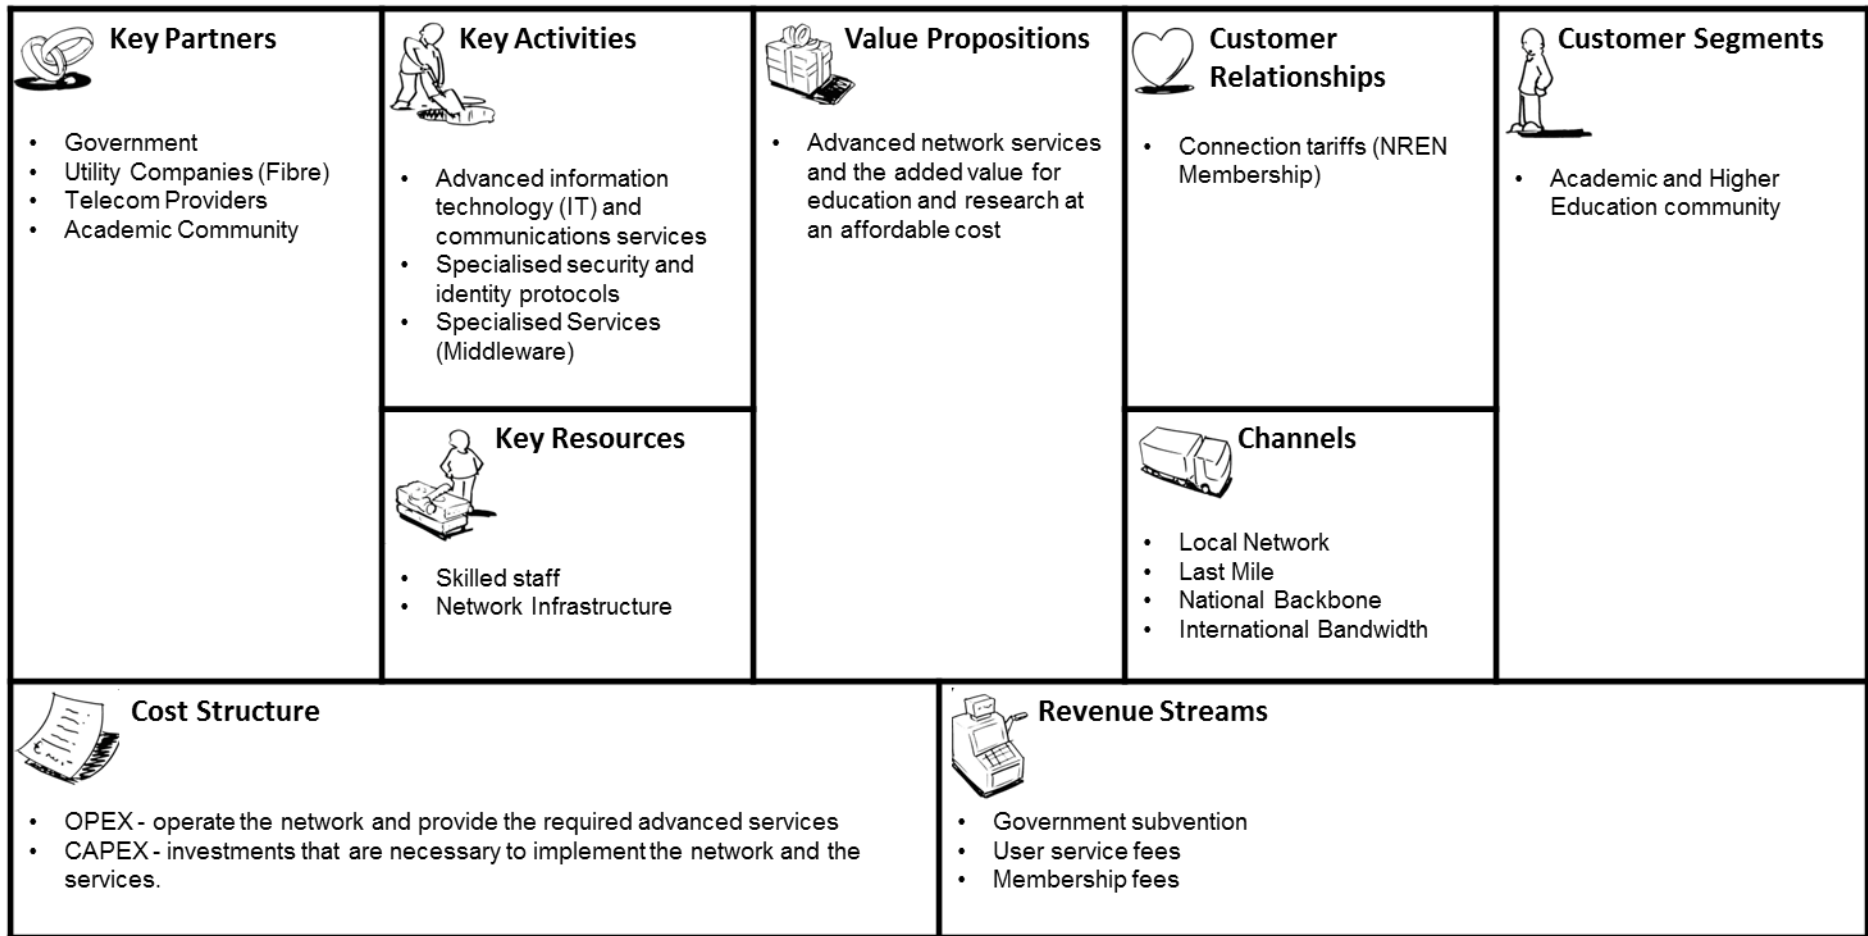 Key Partners
• Government
• Utility Companies (Fibre)
• Telecom Providers
• Academic Community
Key Activities
• Advanced information
technology (IT) and
communications services
• Specialised security and
identity protocols
• Specialised Services
(Middleware)
Key Resources
• Skilled staff
• Network Infrastructure
Value Propositions
• Advanced network services
and the added value for
education and research at
an affordable cost
Customer
Relationships
• Connection tariffs (NREN
Membership)
Channels
• Local Network
• Last Mile
• National Backbone
• International Bandwidth
Customer Segments
• Academic and Higher
Education community
Cost Structure
• OPEX - operate the network and provide the required advanced services
• CAPEX - investments that are necessary to implement the network and the
services.
Revenue Streams
• Government subvention
• User service fees
• Membership fees